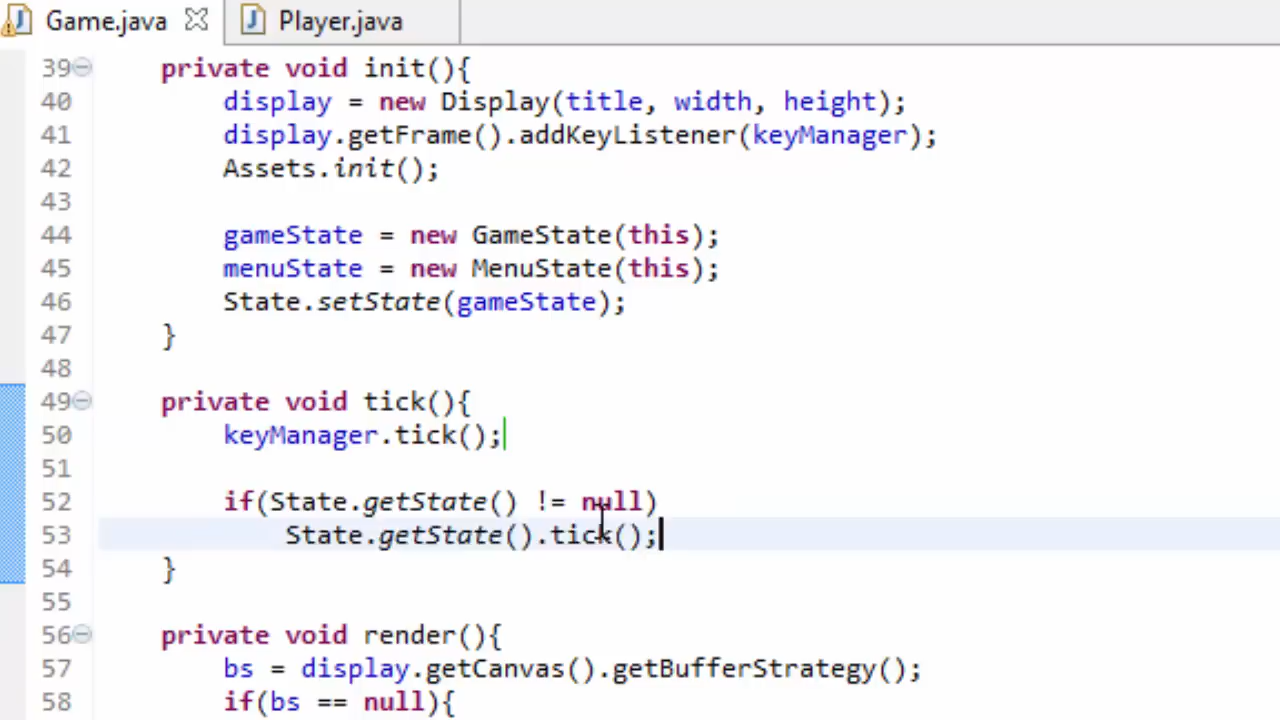 Game.java
Player.java
39 private void init(){
40 display = new Display(title, width, height);
41 display.getFrame().addKeyListener(keyManager);
42 Assets.init();
43
44 gameState = new GameState(this);
45 menuState = new MenuState(this);
46 State.setState(gameState);
47 }
48
49 private void tick(){
50 keyManager.tick();
51
52 if(State.getState() != null)
53 State.getState().tick();
54 }
55
56 private void render(){
57 bs = display.getCanvas().getBufferStrategy();
58 if(bs == null){